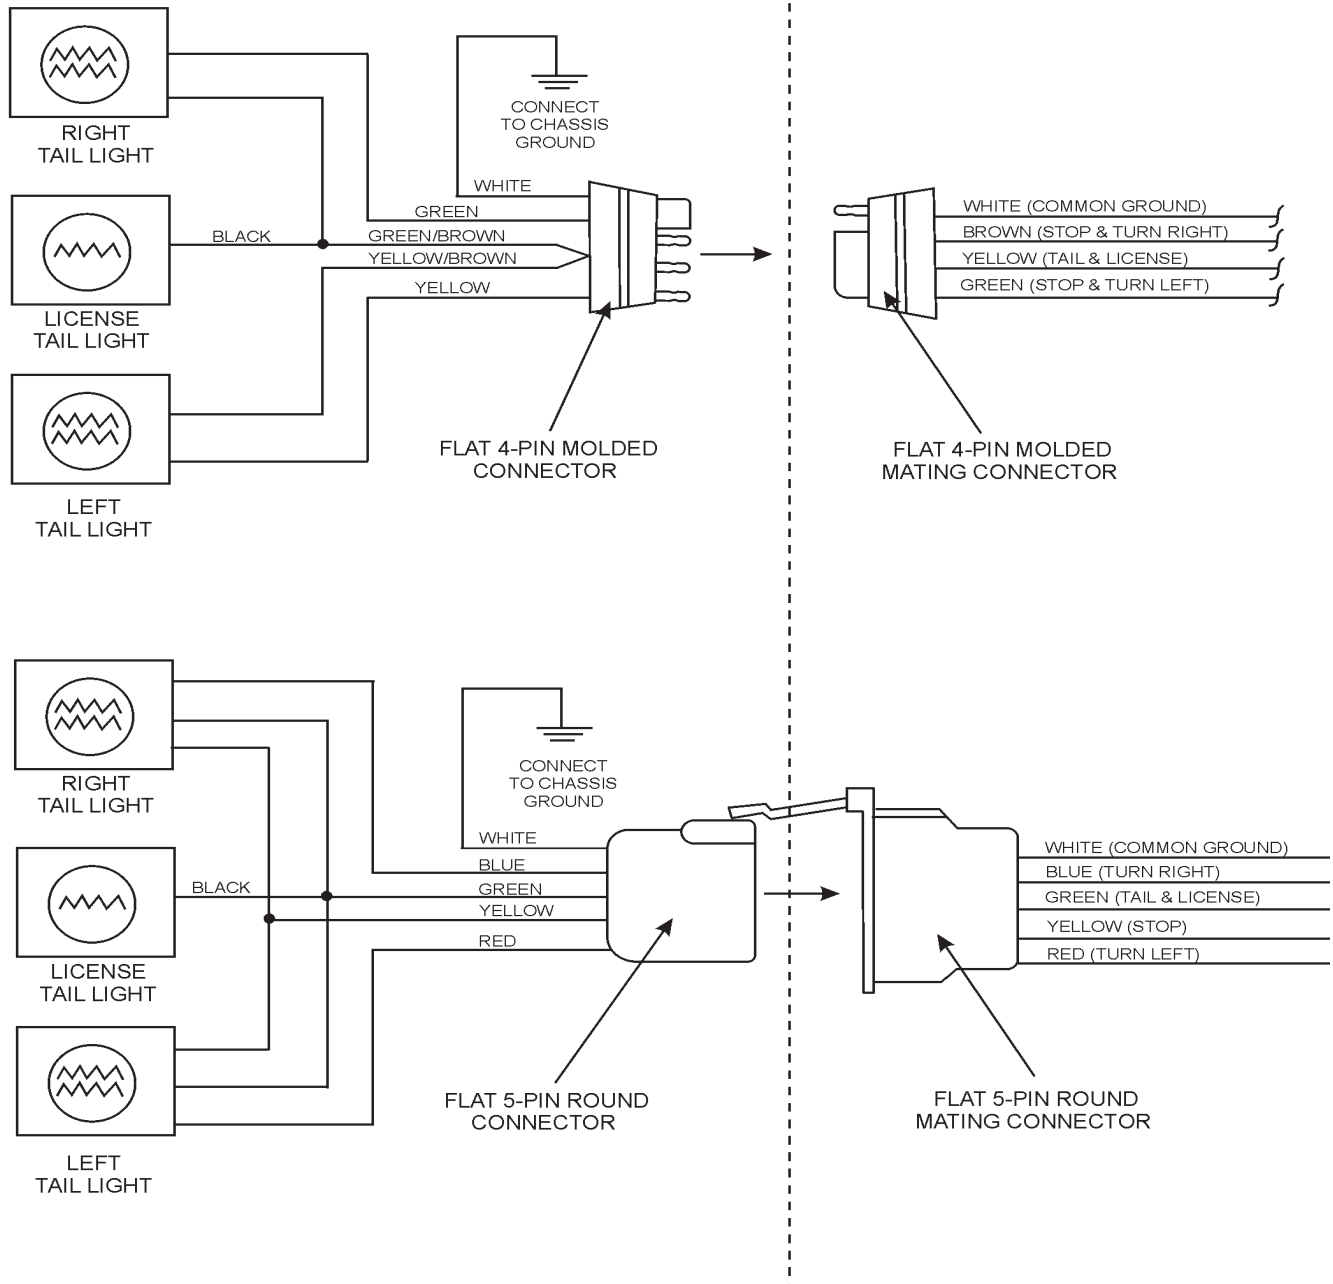 RIGHT
TAIL LIGHT
LICENSE
TAIL LIGHT
LEFT
TAIL LIGHT
BLACK
CONNECT
TO CHASSIS
GROUND
WHITE
GREEN
GREEN/BROWN
YELLOW/BROWN
YELLOW
FLAT 4-PIN MOLDED
CONNECTOR
WHITE (COMMON GROUND)
BROWN (STOP & TURN RIGHT)
YELLOW (TAIL & LICENSE)
GREEN (STOP & TURN LEFT)
FLAT 4-PIN MOLDED
MATING CONNECTOR
RIGHT
TAIL LIGHT
LICENSE
TAIL LIGHT
LEFT
TAIL LIGHT
BLACK
CONNECT
TO CHASSIS
GROUND
WHITE
BLUE
GREEN
YELLOW
RED
FLAT 5-PIN ROUND
CONNECTOR
WHITE (COMMON GROUND)
BLUE (TURN RIGHT)
GREEN (TAIL & LICENSE)
YELLOW (STOP)
RED (TURN LEFT)
FLAT 5-PIN ROUND
MATING CONNECTOR